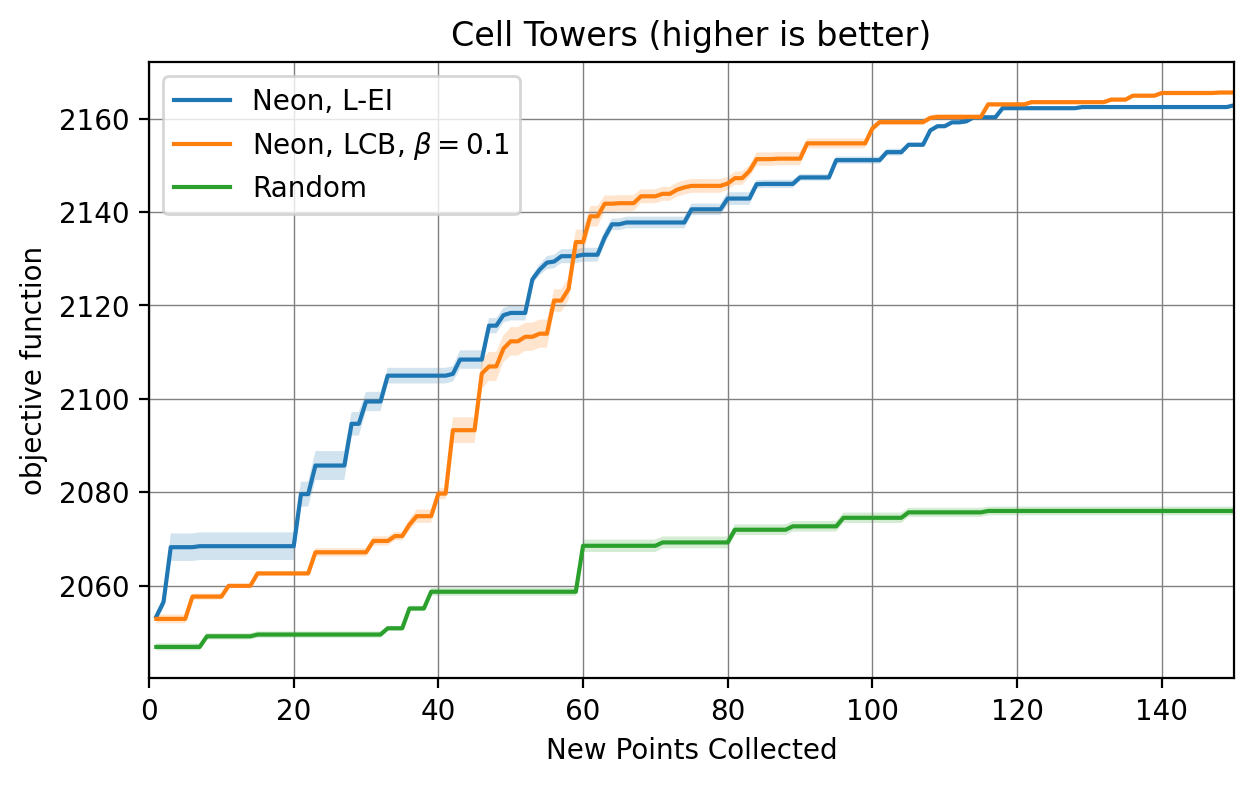 Cell Towers (higher is better)
Neon, L-EI
Neon, LCB, β = 0.1
Random
objective function
2160
2140
2120
2100
2080
2060
0 20 40 60 80 100 120 140
New Points Collected